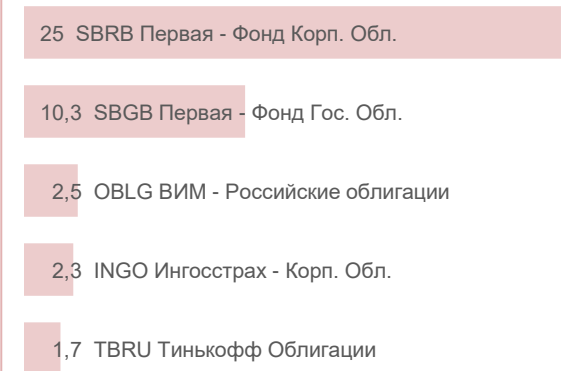 25 SBRB Первая - Фонд Корп. Обл.
10,3 SBGB Первая - Фонд Гос. Обл.
2,5 OBLG ВИМ - Российские облигации
2,3 INGO Ингосстрах - Корп. Обл.
1,7 TBRU Тинькофф Облигации